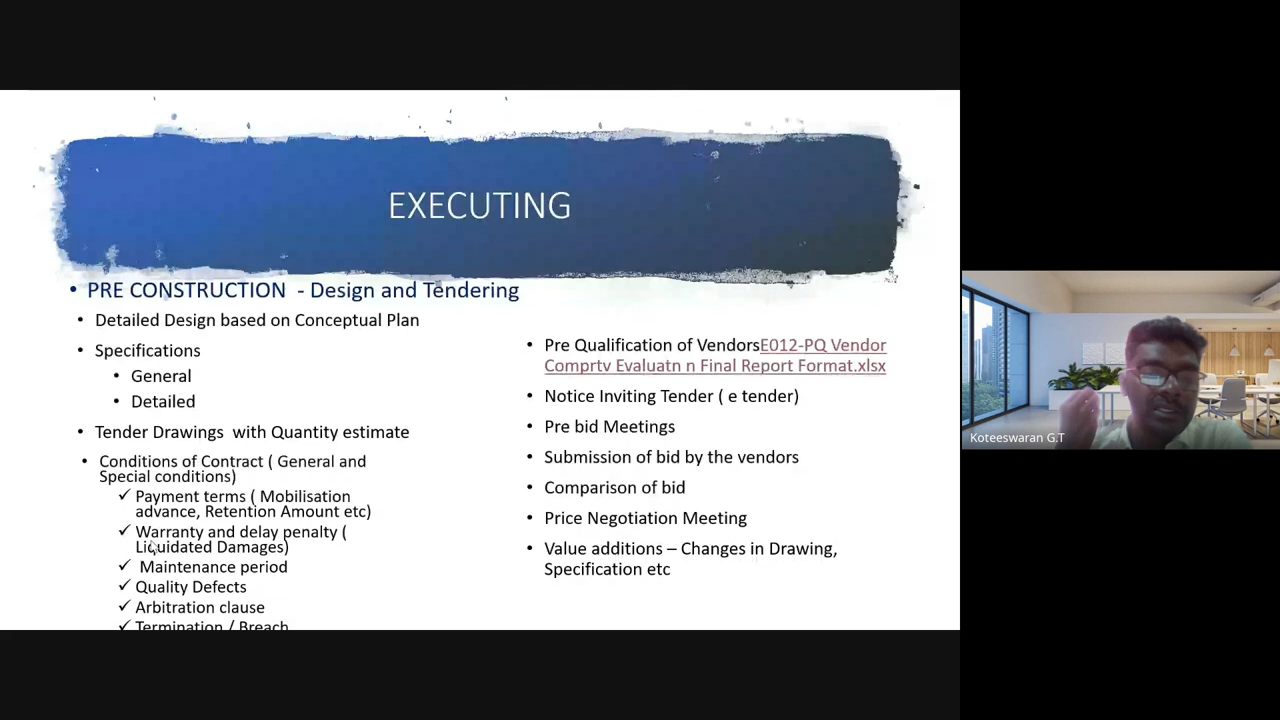 EXECUTING
• PRE CONSTRUCTION - Design and Tendering
• Detailed Design based on Conceptual Plan
• Specifications
• General
• Detailed
• Tender Drawings with Quantity estimate
• Conditions of Contract ( General and
Special conditions)
✓ Payment terms ( Mobilisation
advance, Retention Amount etc)
✓ Warranty and delay penalty (
Liquidated Damages)
✓ Maintenance period
✓ Quality Defects
✓ Arbitration clause
✓ Termination / Breach
• Pre Qualification of VendorsE012-PQ Vendor
Comprtv Evaluatn n Final Report Format.xlsx
• Notice Inviting Tender ( e tender)
• Pre bid Meetings
• Submission of bid by the vendors
• Comparison of bid
• Price Negotiation Meeting
• Value additions – Changes in Drawing,
Specification etc
Koteeswaran G.T